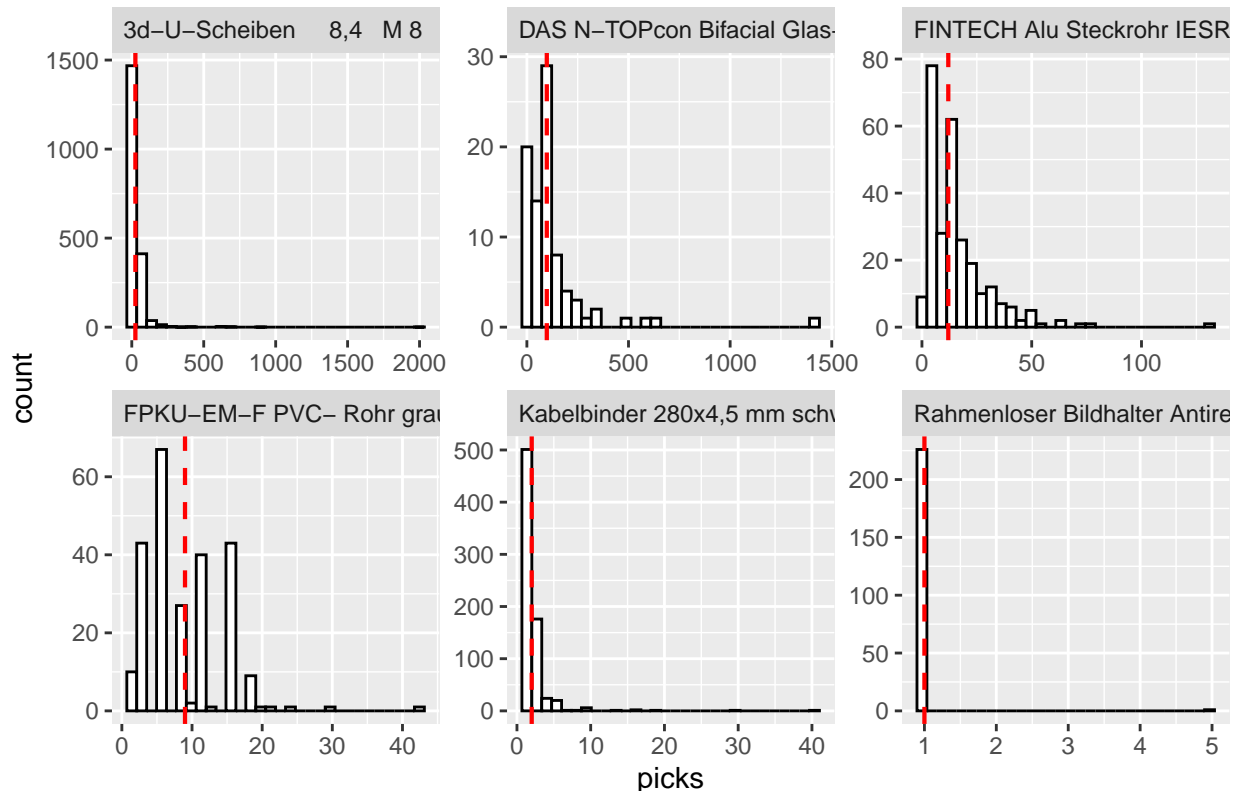 3d−U−Scheiben 8,4 M 8
DAS N−TOPcon Bifacial Glas−
FINTECH Alu Steckrohr IESR
1500
1000
500
0
0 500 1000 1500 2000
30
20
10
0
0 500 1000 1500
80
60
40
20
0
0 50 100
count
FPKU−EM−F PVC− Rohr grau
Kabelbinder 280x4,5 mm schw
Rahmenloser Bildhalter Antire
60
40
20
0
0 10 20 30 40
500
400
300
200
100
0
0 10 20 30 40
200
150
100
50
0
1 2 3 4 5
picks